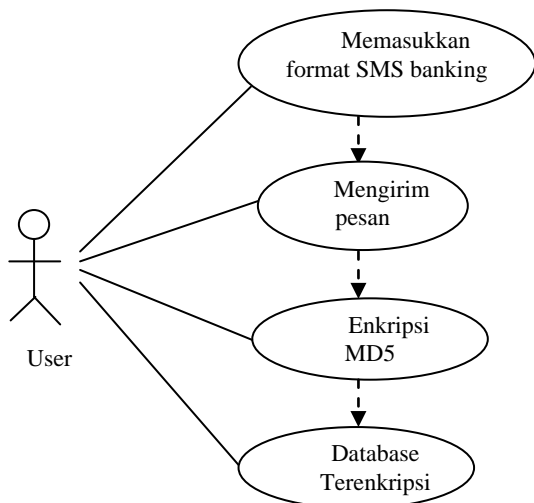 Memasukkan
format SMS banking
Mengirim
pesan
Enkripsi
MD5
User
Database
Terenkripsi